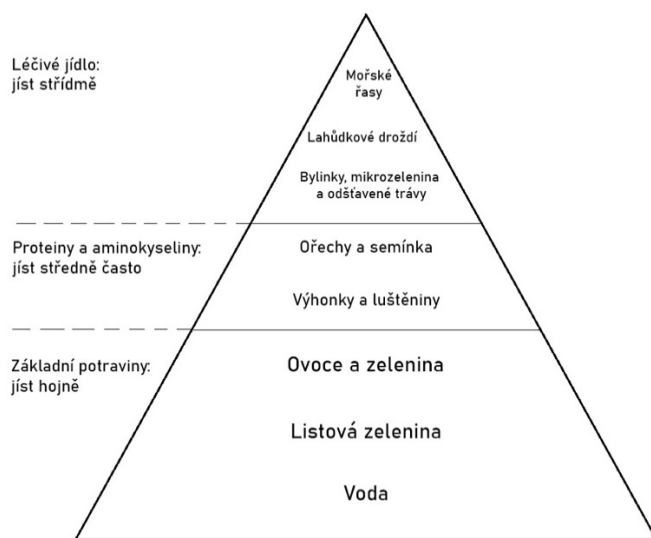 Léčivé jídlo:
jíst střídmě
Mořské
řasy
Lahůdkové droždí
Bylinky, mikrozelenina
a odšťavené trávy
Proteiny a aminokyseliny:
jíst středně často
Ořechy a semínka
Výhonky a luštěniny
Základní potraviny:
jíst hojně
Ovoce a zelenina
Listová zelenina
Voda